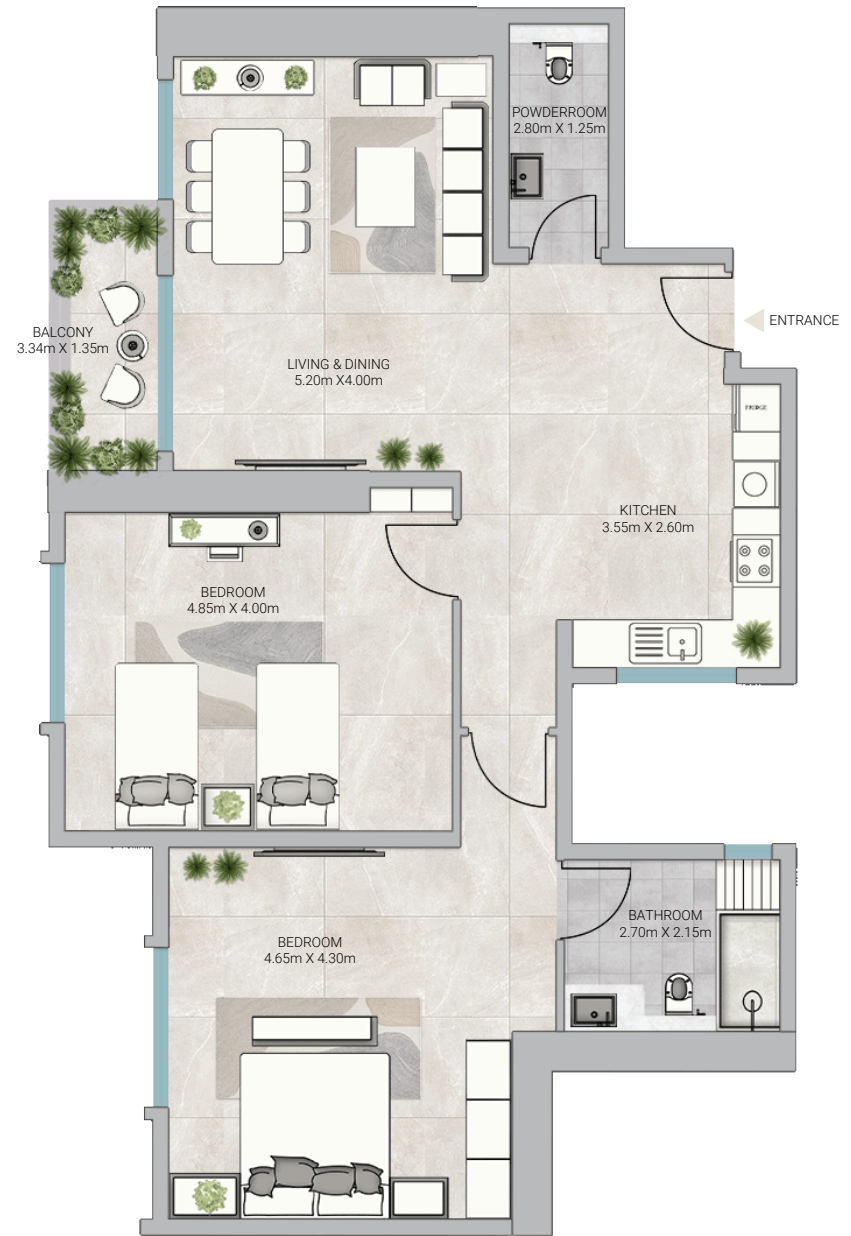 POWDERROOM
2.80m X 1.25m
ENTRANCE
BALCONY
3.34m X 1.35m
LIVING & DINING
5.20m X4.00m
FRIDGE
KITCHEN
3.55m X 2.60m
BEDROOM
4.85m X 4.00m
BATHROOM
2.70m X 2.15m
BEDROOM
4.65m X 4.30m